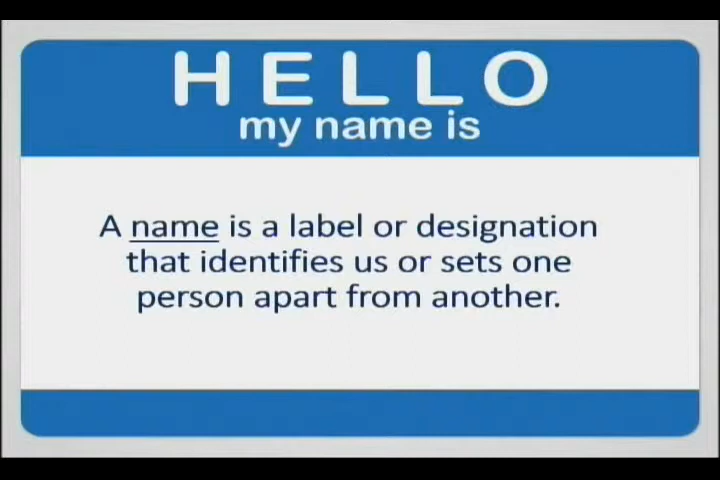 HELLO
my name is
A name is a label or designation
that identifies us or sets one
person apart from another.